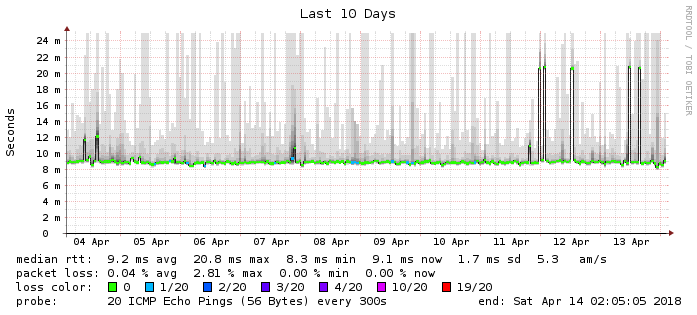 Last 10 Days
RRDTOOL / TOBI OETIKER
Seconds
24 m
22 m
20 m
18 m
16 m
14 m
12 m
10 m
8 m
6 m
4 m
2 m
0
04 Apr 05 Apr 06 Apr 07 Apr 08 Apr 09 Apr 10 Apr 11 Apr 12 Apr 13 Apr
median rtt: 9.2 ms avg 20.8 ms max 8.3 ms min 9.1 ms now 1.7 ms sd 5.3 am/s
packet loss: 0.04 % avg 2.81 % max 0.00 % min 0.00 % now
loss color: 0 1/20 2/20 3/20 4/20 10/20 19/20
probe: 20 ICMP Echo Pings (56 Bytes) every 300s end: Sat Apr 14 02:05:05 2018